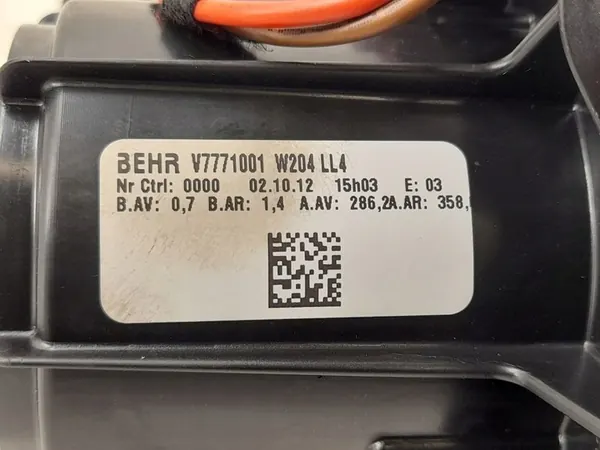 BEHR V7771001 W204 LL4
Nr Ctrl: 0000 02.10.12 15h03 E: 03
B.AV: 0,7 B.AR: 1,4 A.AV: 286,2A.AR: 358,